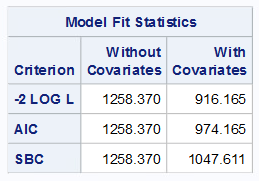 Model Fit Statistics
Without With
Criterion Covariates Covariates
-2 LOG L 1258.370 916.165
AIC 1258.370 974.165
SBC 1258.370 1047.611